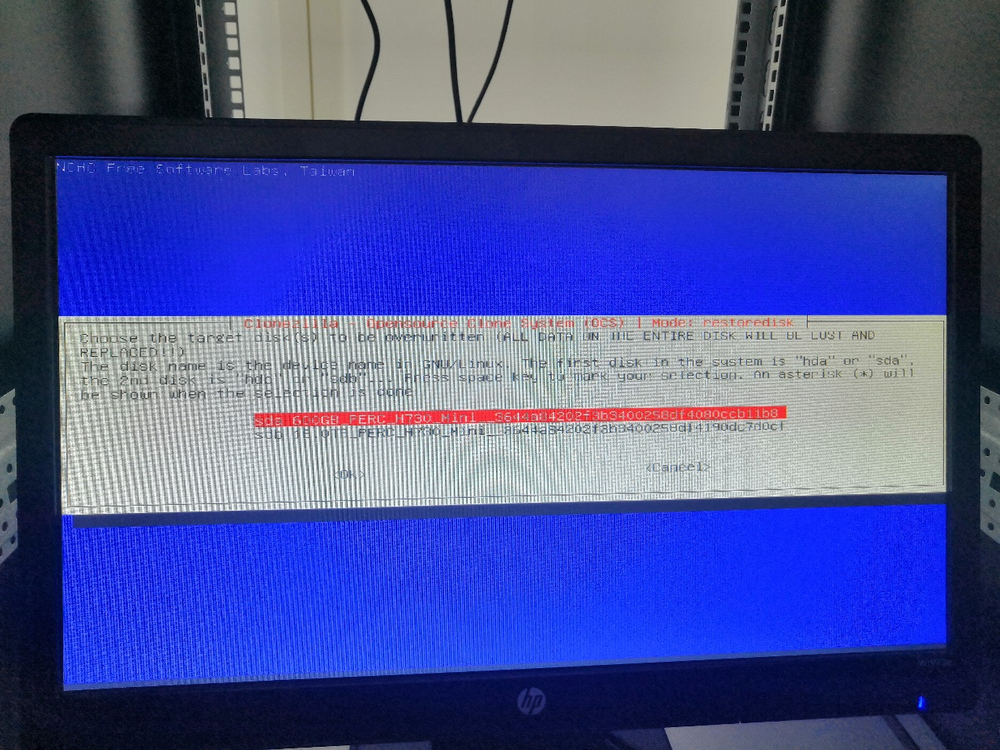 NCHC Free Software Labs, Taiwan
Clonezilla - Opensource Clone System (OCS) | Mode: restoredisk
Choose the target disk(s) to be overwritten (ALL DATA ON THE ENTIRE DISK WILL BE LOST AND
REPLACED!!)
The disk name is the device name in GNU/Linux. The first disk in the system is "hda" or "sda",
the 2nd disk is "hdb" or "sdb"... Press space key to mark your selection. An asterisk (*) will
be shown when the selection is done
sda 600GB_PERC_H730_Mini
sdb PERC_H730_Mini
<Ok> <Cancel>
hp